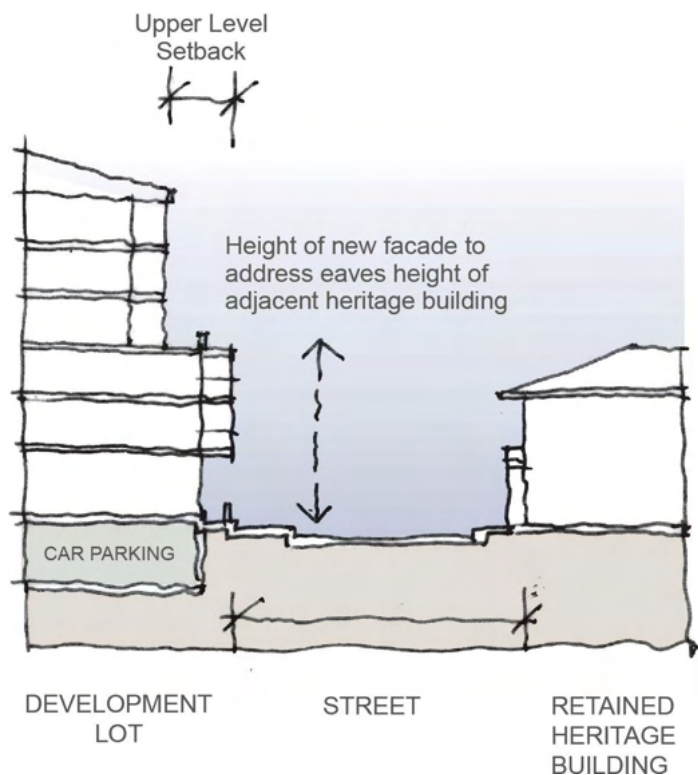 Upper Level
Setback
Height of new facade to
address eaves height of
adjacent heritage building
CAR PARKING
DEVELOPMENT
LOT
STREET
RETAINED
HERITAGE
BUILDING